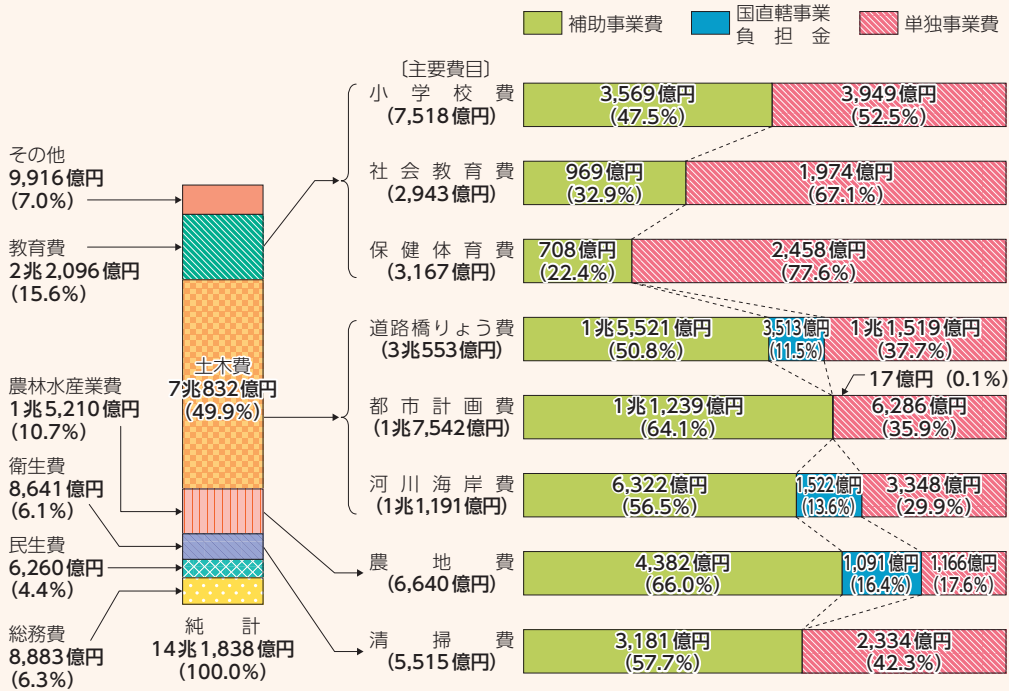 補助事業費
国直轄事業
負担金
単独事業費
〔主要費目〕
小学校費
(7,518億円)
3,569億円
(47.5%)
3,949億円
(52.5%)
社会教育費
(2,943億円)
969億円
(32.9%)
1,974億円
(67.1%)
保健体育費
(3,167億円)
708億円
(22.4%)
2,458億円
(77.6%)
道路橋りょう費
(3兆553億円)
1兆5,521億円
(50.8%)
3,513億円
(11.5%)
1兆1,519億円
(37.7%)
都市計画費
(1兆7,542億円)
1兆1,239億円
(64.1%)
17億円(0.1%)
6,286億円
(35.9%)
河川海岸費
(1兆1,191億円)
6,322億円
(56.5%)
1,522億円
(13.6%)
3,348億円
(29.9%)
農地費
(6,640億円)
4,382億円
(66.0%)
1,091億円
(16.4%)
1,166億円
(17.6%)
清掃費
(5,515億円)
3,181億円
(57.7%)
2,334億円
(42.3%)
その他
9,916億円
(7.0%)
教育費
2兆2,096億円
(15.6%)
土木費
7兆832億円
(49.9%)
農林水産業費
1兆5,210億円
(10.7%)
衛生費
8,641億円
(6.1%)
民生費
6,260億円
(4.4%)
総務費
8,883億円
(6.3%)
純計
14兆1,838億円
(100.0%)